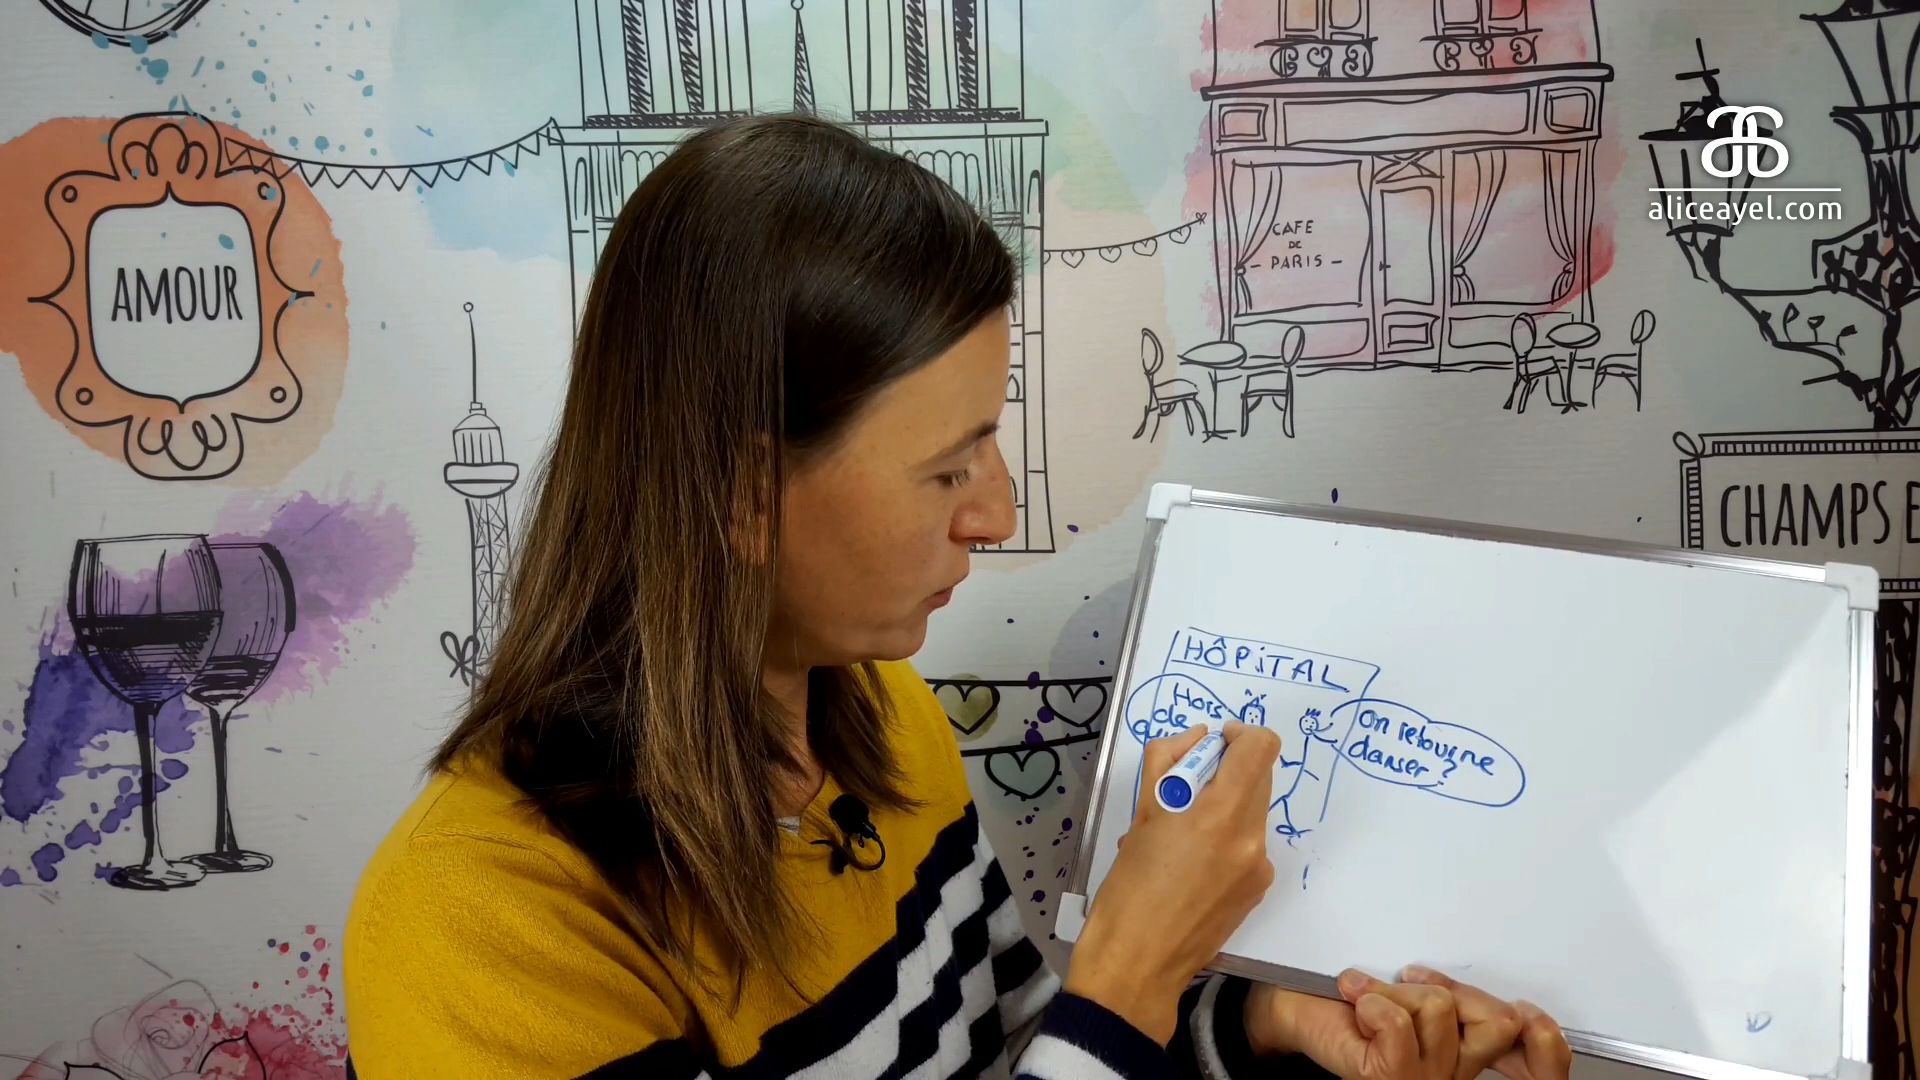 AMOUR
CAFE
DE
- PARIS -
aliceayel.com
CHAMPS E
HÔPITAL
Hors
de
on retourne
danser ?